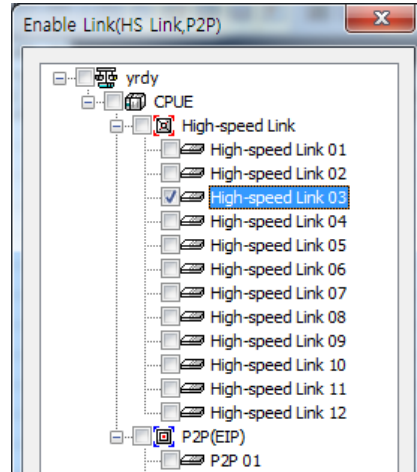 Enable Link(HS Link,P2P)
yrdy
CPUE
High-speed Link
High-speed Link 01
High-speed Link 02
High-speed Link 03
High-speed Link 04
High-speed Link 05
High-speed Link 06
High-speed Link 07
High-speed Link 08
High-speed Link 09
High-speed Link 10
High-speed Link 11
High-speed Link 12
P2P(EIP)
P2P 01